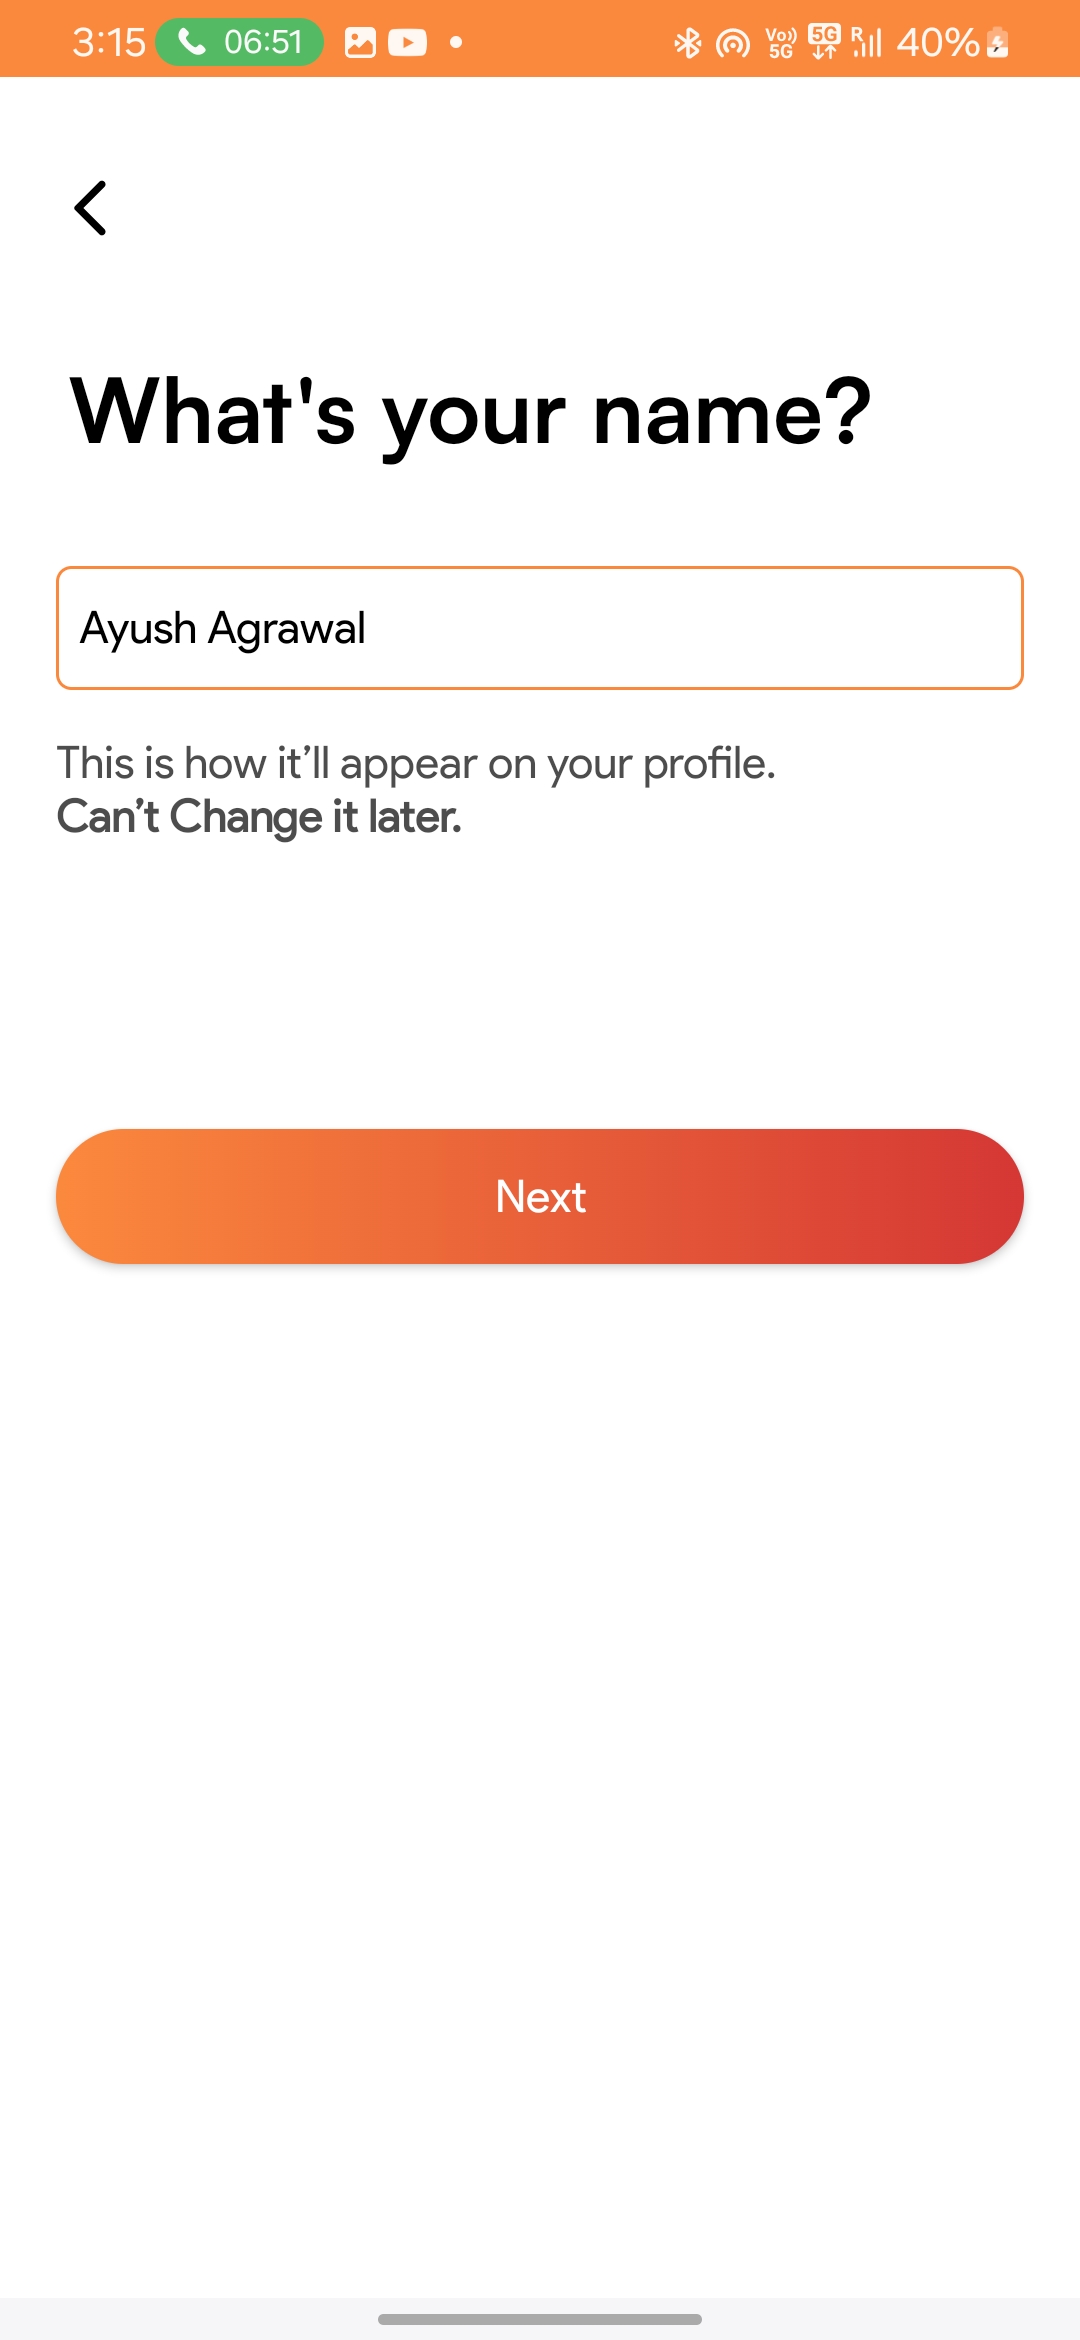 3:15 06:51 Vo)) 5G 5G R 40%
What's your name?
Ayush Agrawal
This is how it’ll appear on your profile.
Can’t Change it later.
Next